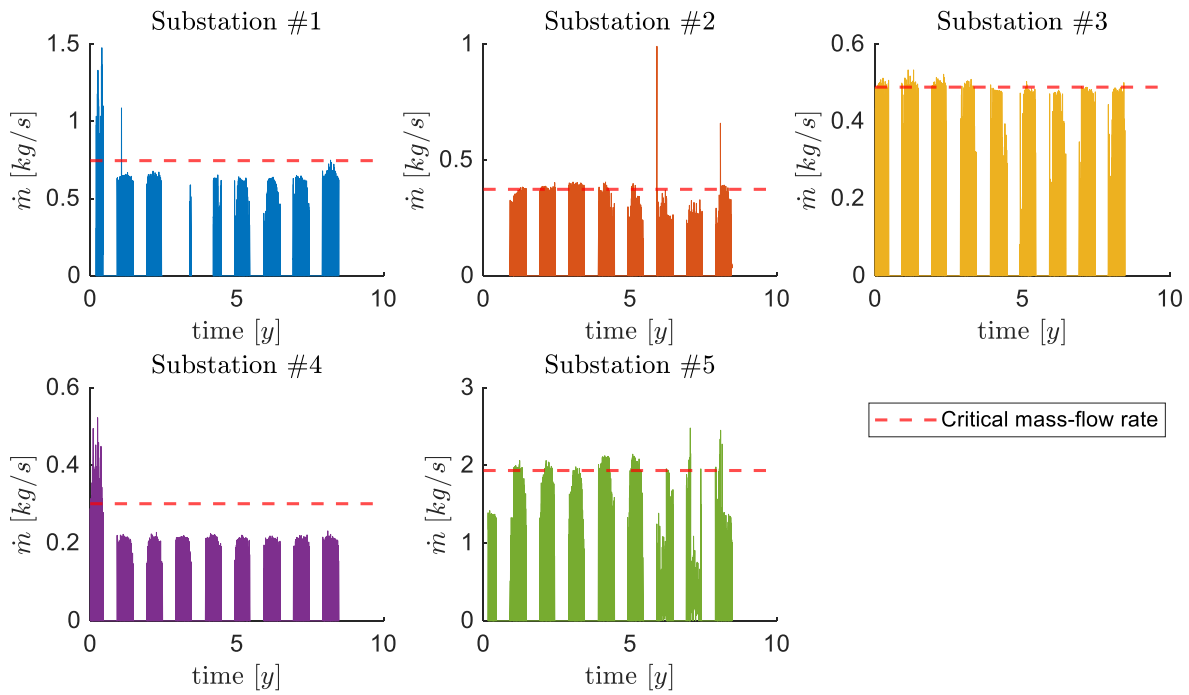 Substation #1
1.5
1
0.5
0
ṁ [kg/s]
0 5 10
time [y]
Substation #2
1
0.5
0
ṁ [kg/s]
0 5 10
time [y]
Substation #3
0.6
0.4
0.2
0
ṁ [kg/s]
0 5 10
time [y]
Substation #4
0.6
0.4
0.2
0
ṁ [kg/s]
0 5 10
time [y]
Substation #5
3
2
1
0
ṁ [kg/s]
0 5 10
time [y]
Critical mass-flow rate